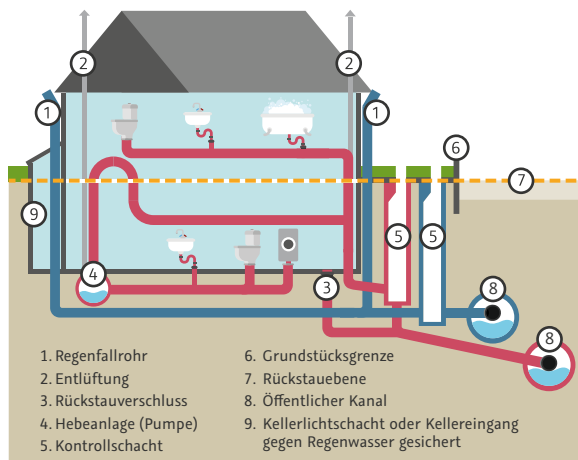 2
2
1
1
6
7
9
5
5
4
3
8
8
1. Regenfallrohr
2. Entlüftung
3. Rückstauverschluss
4. Hebeanlage (Pumpe)
5. Kontrollschacht
6. Grundstücksgrenze
7. Rückstauebene
8. Öffentlicher Kanal
9. Kellerlichtschacht oder Kellereingang
gegen Regenwasser gesichert